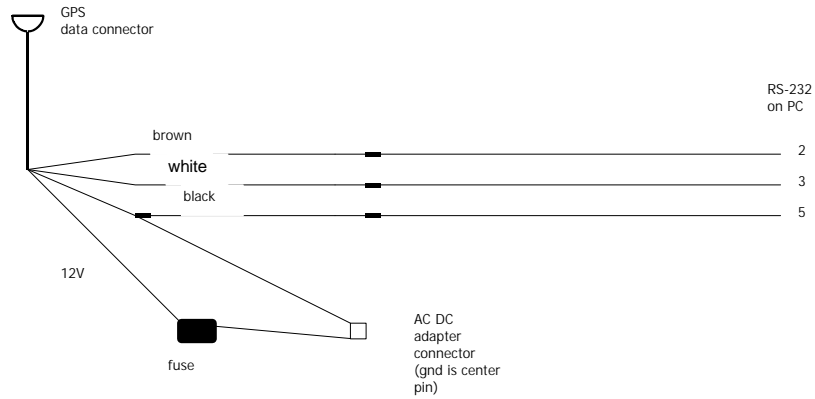 GPS
data connector
RS-232
on PC
brown
2
white
3
black
5
12V
AC DC
adapter
connector
(gnd is center
pin)
fuse